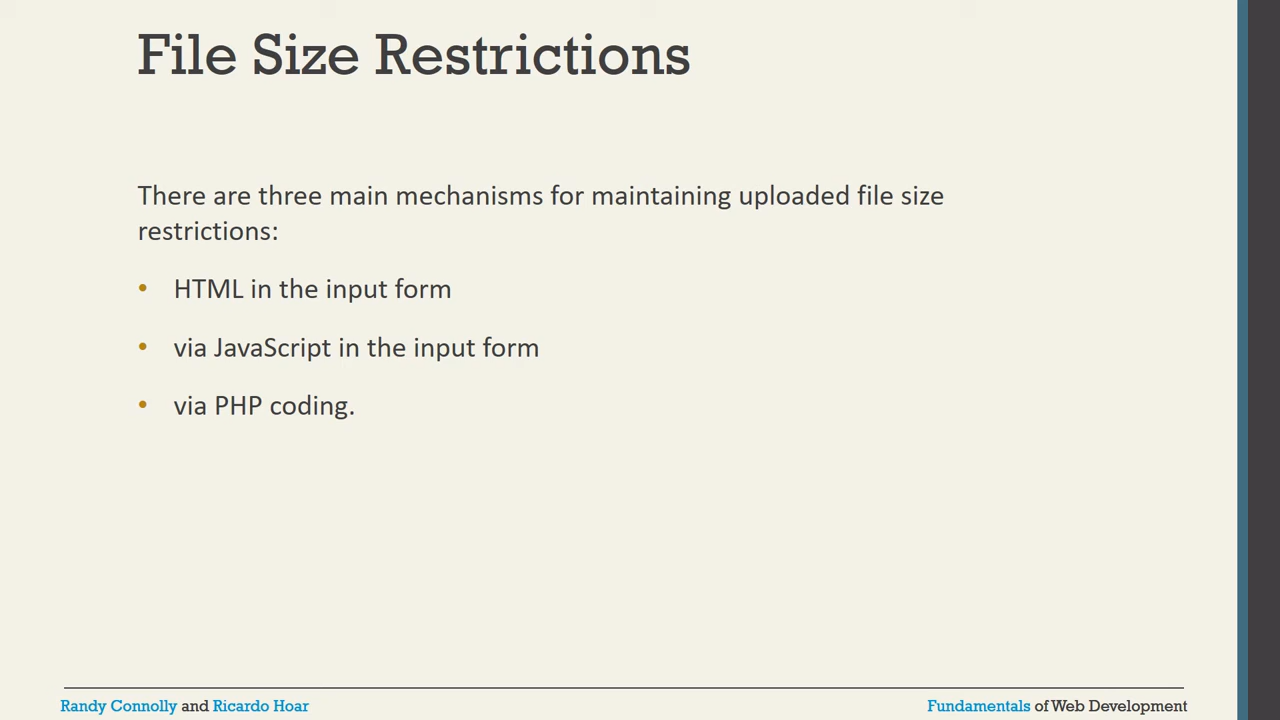 File Size Restrictions
There are three main mechanisms for maintaining uploaded file size
restrictions:
• HTML in the input form
• via JavaScript in the input form
• via PHP coding.
Randy Connolly and Ricardo Hoar
Fundamentals of Web Development